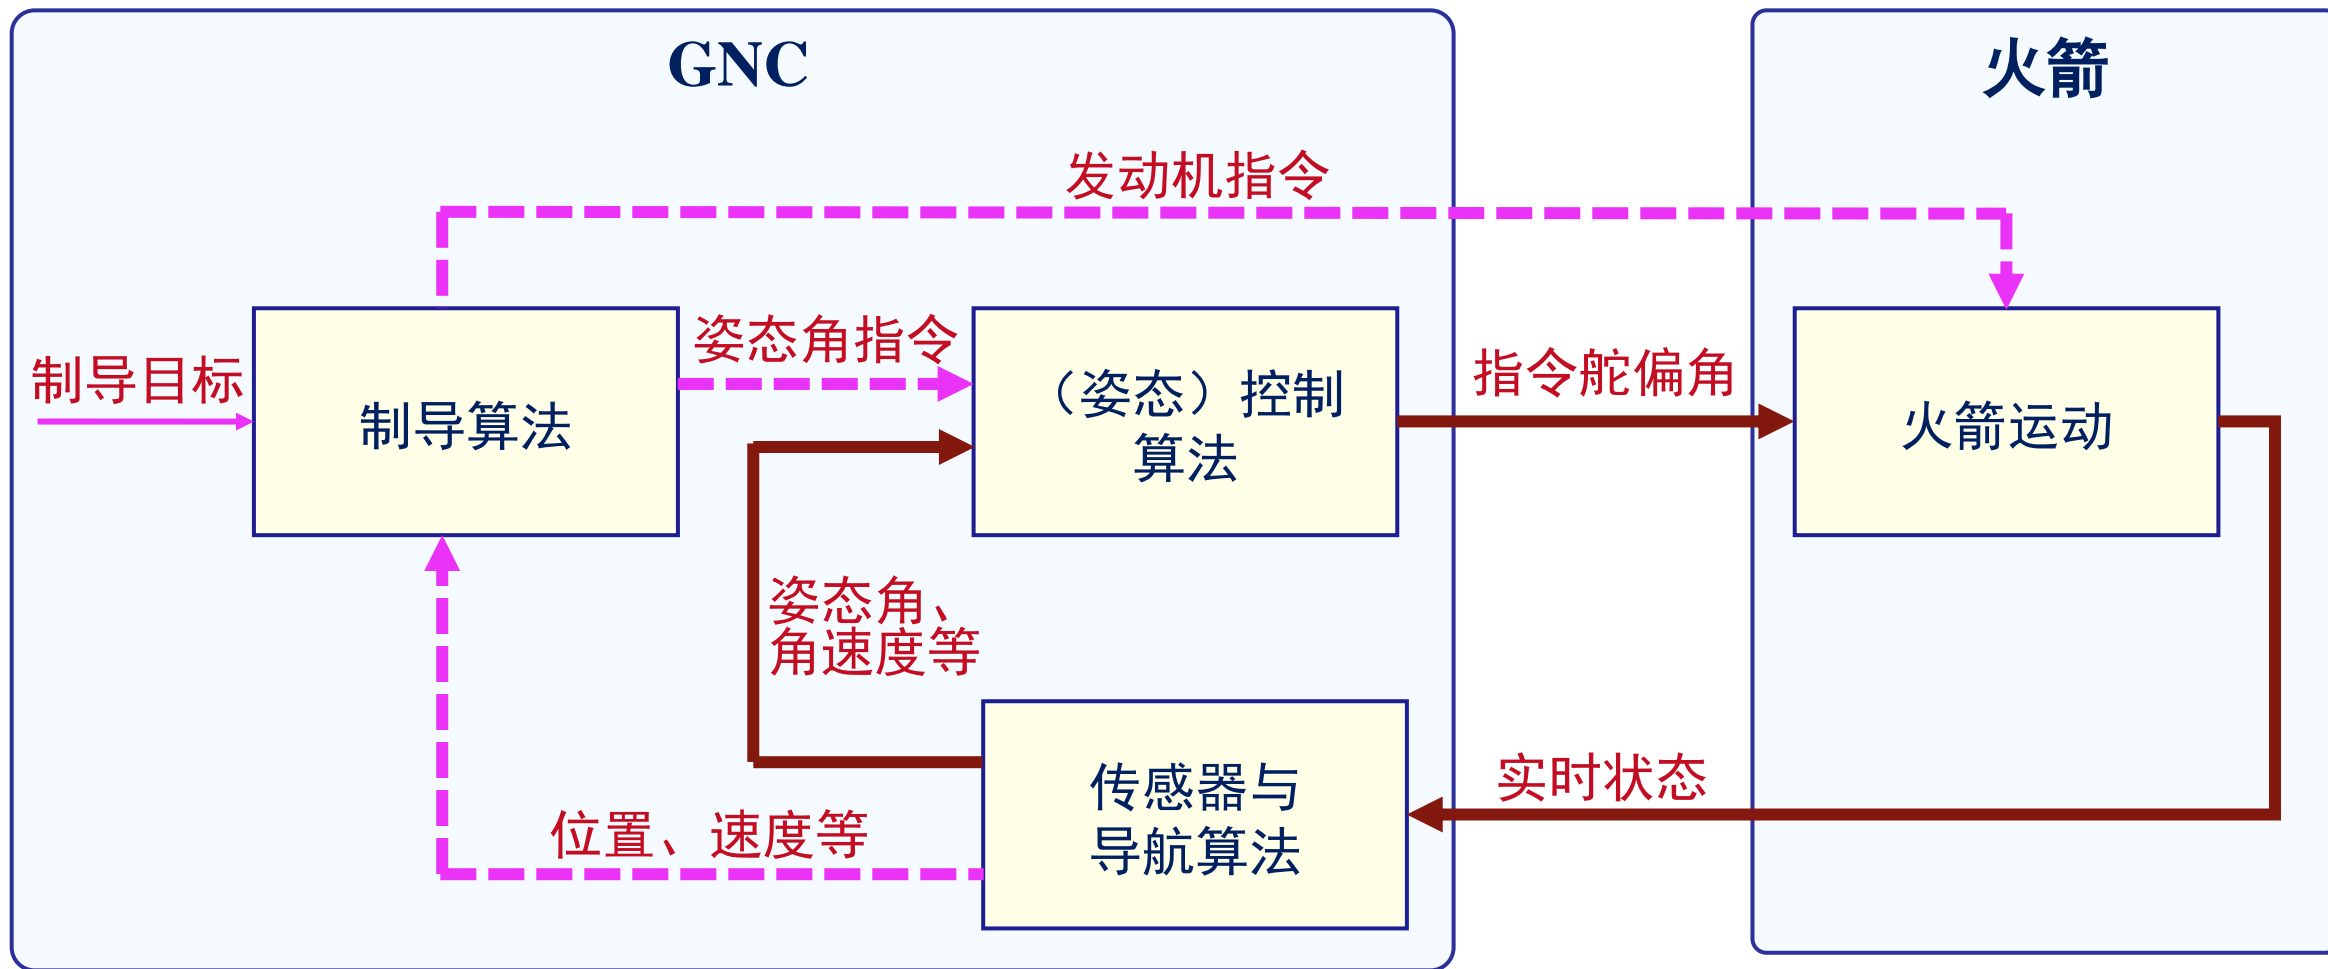 GNC
火箭
发动机指令
制导目标
制导算法
姿态角指令
（姿态）控制
算法
指令舵偏角
火箭运动
姿态角、
角速度等
位置、速度等
传感器与
导航算法
实时状态